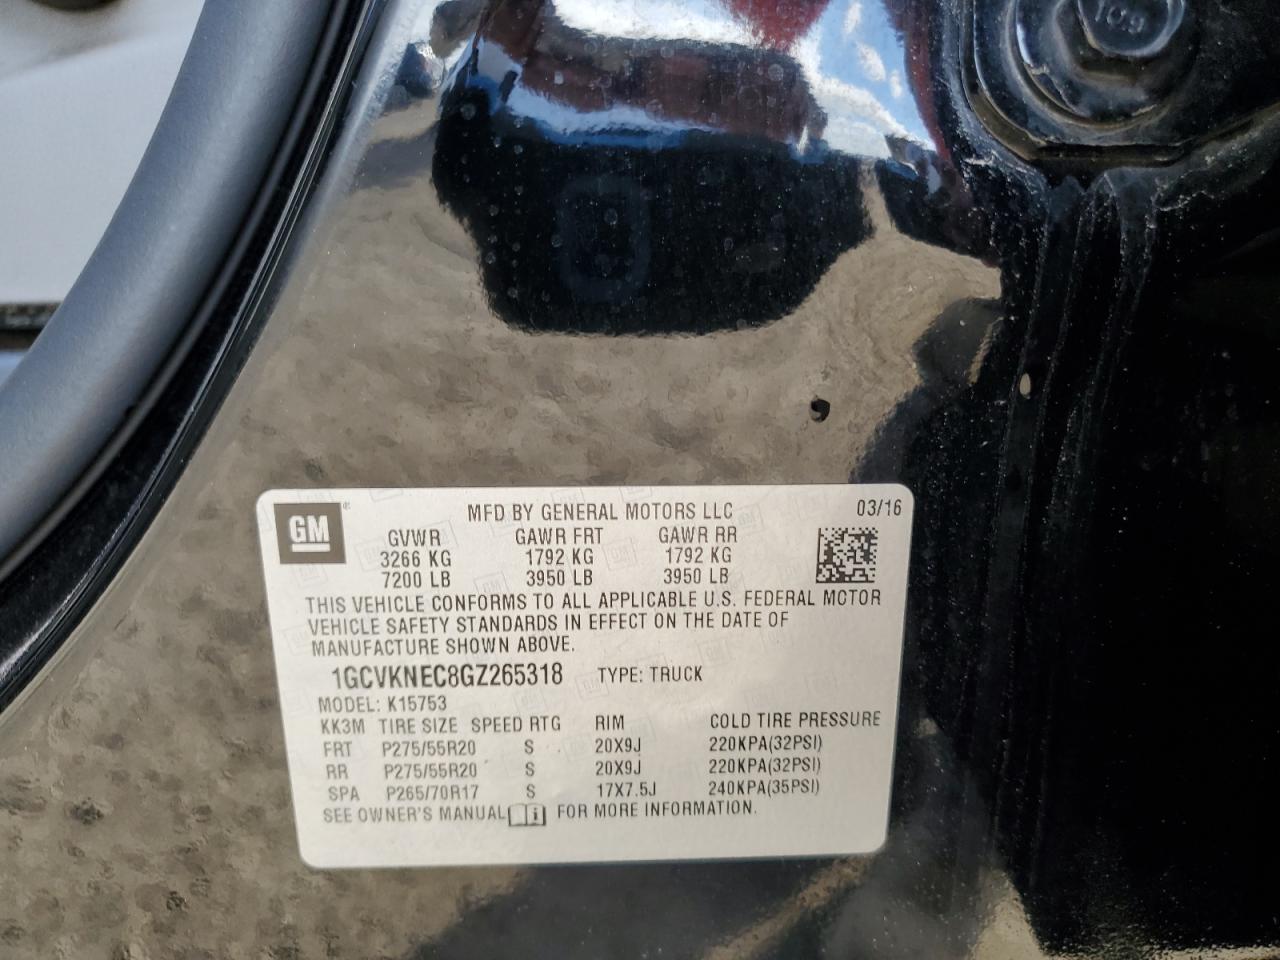 109
GM
MFD BY GENERAL MOTORS LLC 03/16
GVWR GAWR FRT GAWR RR
3266 KG 1792 KG 1792 KG
7200 LB 3950 LB 3950 LB
THIS VEHICLE CONFORMS TO ALL APPLICABLE U.S. FEDERAL MOTOR
VEHICLE SAFETY STANDARDS IN EFFECT ON THE DATE OF
MANUFACTURE SHOWN ABOVE.
1GCVKNEC8GZ265318 TYPE: TRUCK
MODEL: K15753
KK3M TIRE SIZE SPEED RTG RIM COLD TIRE PRESSURE
FRT P275/55R20 S 20X9J 220KPA(32PSI)
RR P275/55R20 S 20X9J 220KPA(32PSI)
SPA P265/70R17 S 17X7.5J 240KPA(35PSI)
SEE OWNER'S MANUAL FOR MORE INFORMATION.